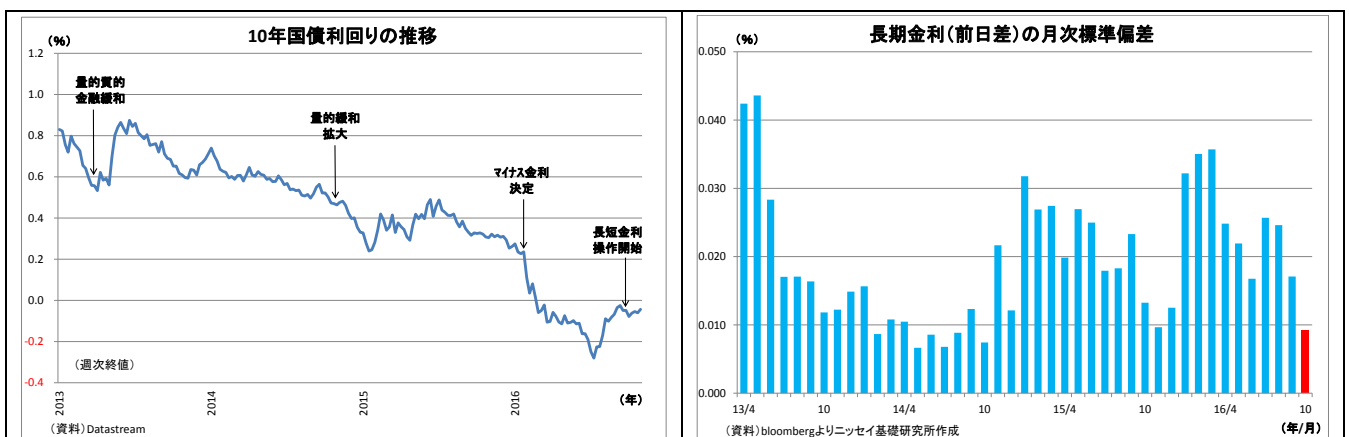 10年国債利回りの推移
(%)
1.2
1.0
0.8
0.6
0.4
0.2
0.0
-0.2
-0.4
量的質的
金融緩和
量的緩和
拡大
マイナス金利
決定
長短金利
操作開始
(週次終値)
2013
2014
2015
2016
(年)
(資料)Datastream
長期金利(前日差)の月次標準偏差
(%)
0.050
0.040
0.030
0.020
0.010
0.000
13/4
10
14/4
10
15/4
10
16/4
10
(年/月)
(資料)bloombergよりニッセイ基礎研究所作成